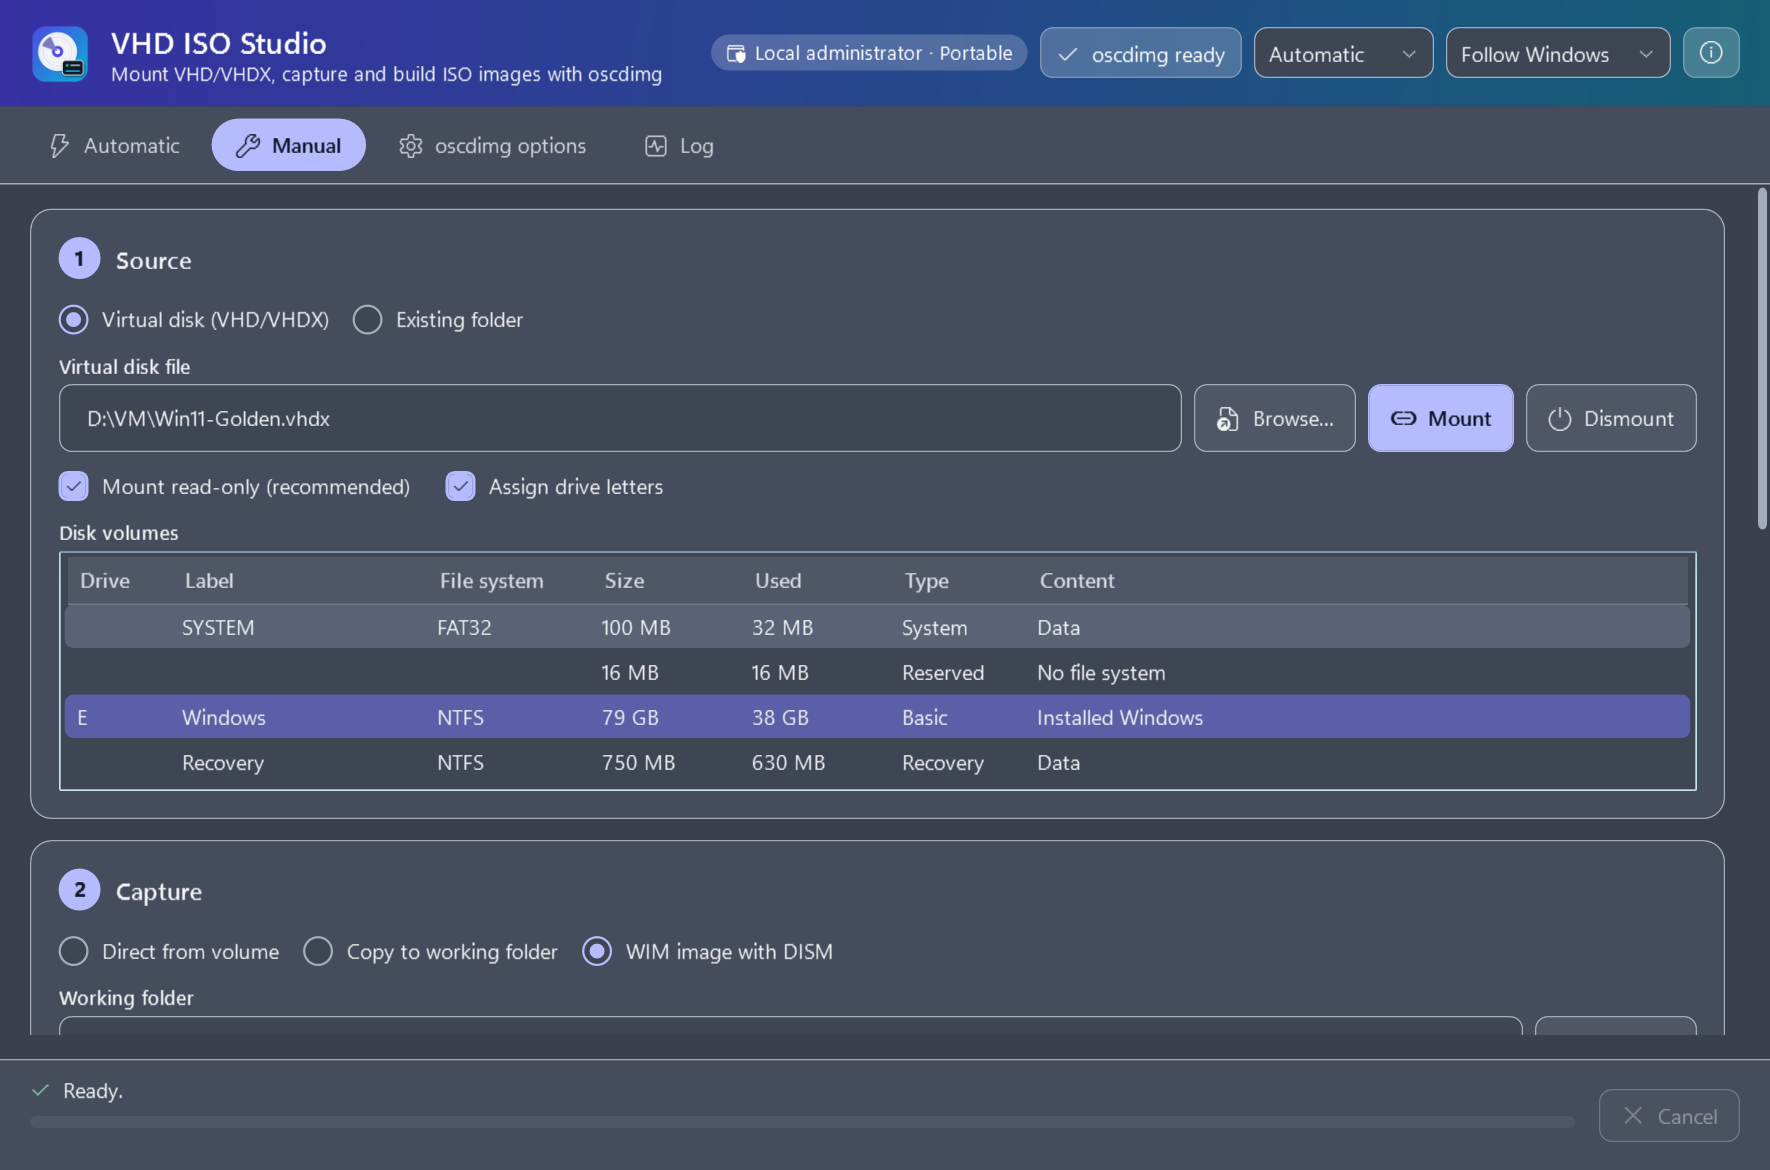 VHD ISO Studio
Mount VHD/VHDX, capture and build ISO images with oscdimg
Local administrator · Portable
oscdimg ready
Automatic
Follow Windows
Automatic
Manual
oscdimg options
Log
1 Source
Virtual disk (VHD/VHDX)
Existing folder
Virtual disk file
D:\VM\Win11-Golden.vhdx
Browse...
Mount
Dismount
Mount read-only (recommended)
Assign drive letters
Disk volumes
Drive Label File system Size Used Type Content
SYSTEM FAT32 100 MB 32 MB System Data
16 MB 16 MB Reserved No file system
E Windows NTFS 79 GB 38 GB Basic Installed Windows
Recovery NTFS 750 MB 630 MB Recovery Data
2 Capture
Direct from volume
Copy to working folder
WIM image with DISM
Working folder
Ready.
Cancel